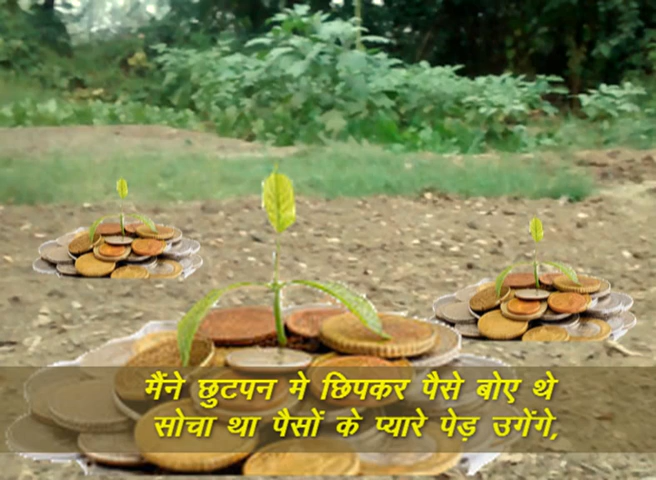 मैंने छुटपन मे छिपकर पैसे बोए थे
सोचा था पैसों के प्यारे पेड़ उगेंगे,